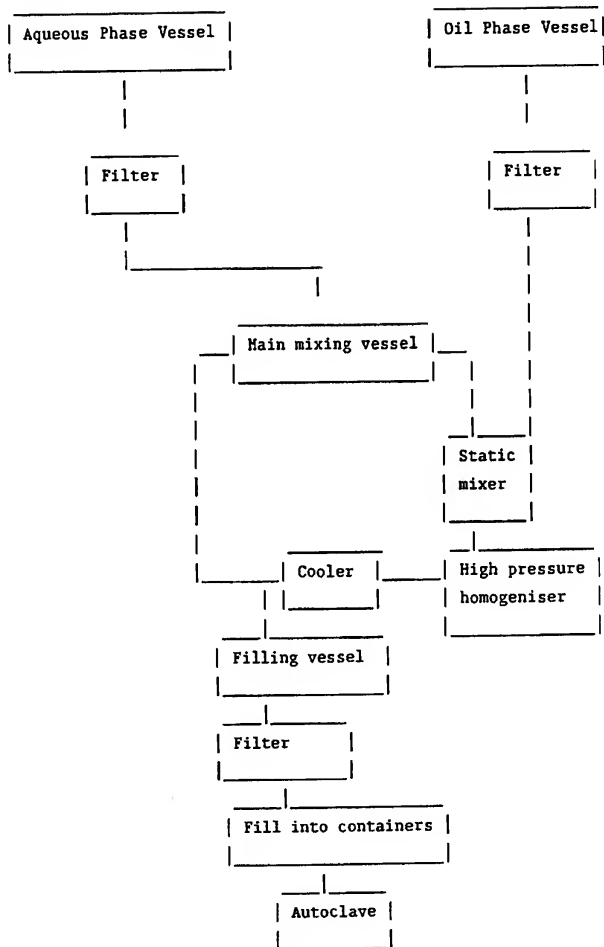 Aqueous Phase Vessel
Oil Phase Vessel
Filter
Filter
Main mixing vessel
Static
mixer
Cooler
High pressure
homogeniser
Filling vessel
Filter
Fill into containers
Autoclave